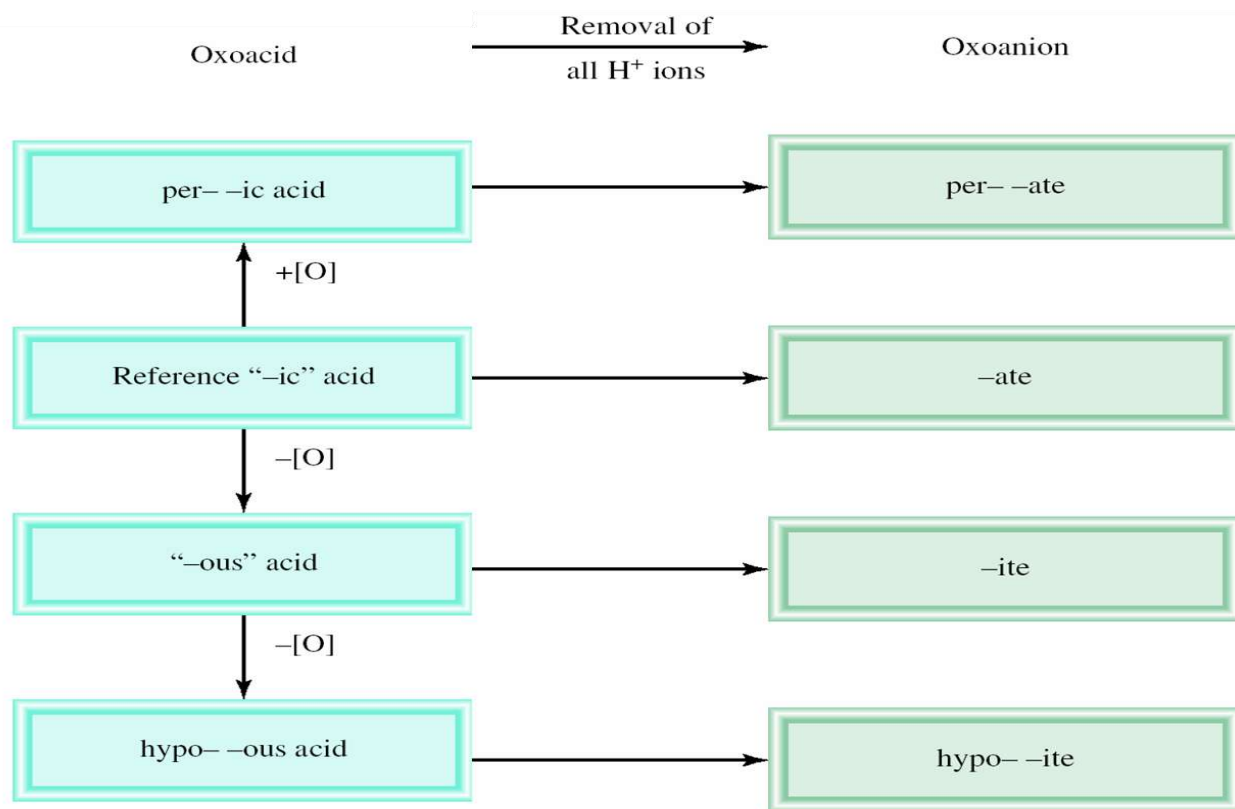 Oxoacid
Removal of
all H⁺ ions
Oxoanion
per– –ic acid
per– –ate
+[O]
Reference “–ic” acid
–ate
–[O]
“–ous” acid
–ite
–[O]
hypo– –ous acid
hypo– –ite